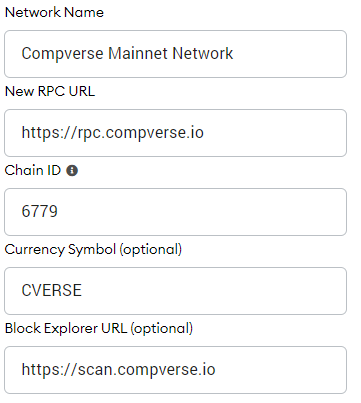 Network Name
Compverse Mainnet Network
New RPC URL
https://rpc.compverse.io
Chain ID
6779
Currency Symbol (optional)
CVERSE
Block Explorer URL (optional)
https://scan.compverse.io